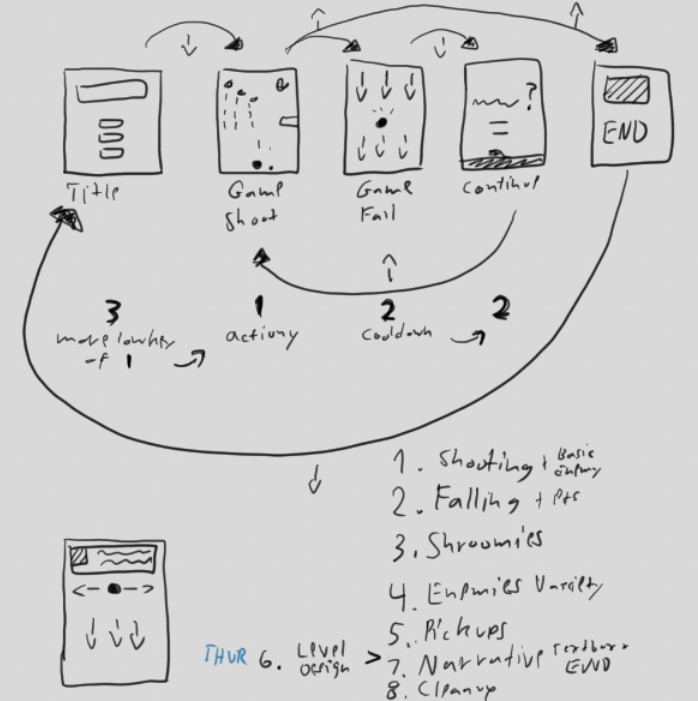 ?
END
Title
Game
Shoot
Game
Fail
Continue
3
more lowkey
of 1
1
actiony
2
cooldown
2
1. Shooting + Basic Enemy
2. Falling + Pts
3. Shroomies
4. Enemies Variety
5. Pickups
THUR 6. Level Design >
7. Narrative Textbox + END
8. Cleanup